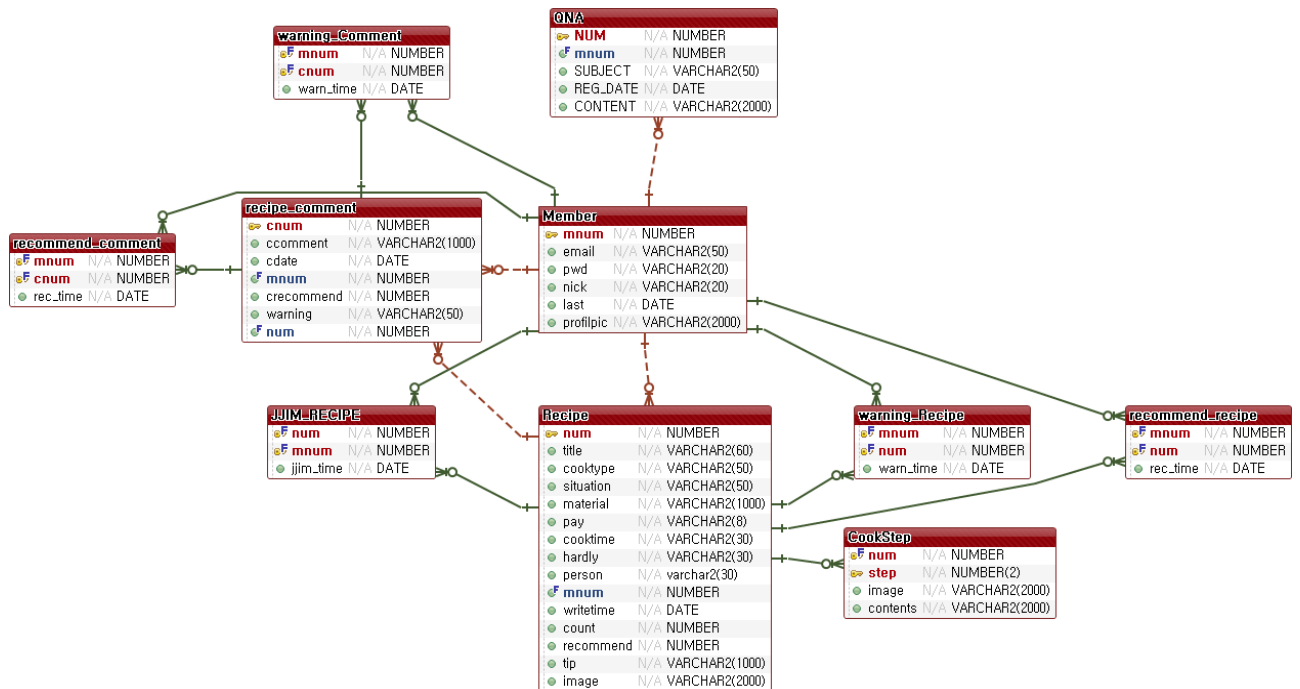 warning_Comment
mnum N/A NUMBER
cnum N/A NUMBER
warn_time N/A DATE
QNA
NUM N/A NUMBER
mnum N/A NUMBER
SUBJECT N/A VARCHAR2(50)
REG_DATE N/A DATE
CONTENT N/A VARCHAR2(2000)
recommend_comment
mnum N/A NUMBER
cnum N/A NUMBER
rec_time N/A DATE
recipe_comment
cnum N/A NUMBER
ccomment N/A VARCHAR2(1000)
cdate N/A DATE
mnum N/A NUMBER
crecommend N/A NUMBER
warning N/A VARCHAR2(50)
num N/A NUMBER
Member
mnum N/A NUMBER
email N/A VARCHAR2(50)
pwd N/A VARCHAR2(20)
nick N/A VARCHAR2(20)
last N/A DATE
profilpic N/A VARCHAR2(2000)
JJIM_RECIPE
num N/A NUMBER
mnum N/A NUMBER
jjim_time N/A DATE
Recipe
num N/A NUMBER
title N/A VARCHAR2(60)
cooktype N/A VARCHAR2(50)
situation N/A VARCHAR2(50)
material N/A VARCHAR2(1000)
pay N/A VARCHAR2(8)
cooktime N/A VARCHAR2(30)
hardly N/A VARCHAR2(30)
person N/A varchar2(30)
mnum N/A NUMBER
writetime N/A DATE
count N/A NUMBER
recommend N/A NUMBER
tip N/A VARCHAR2(1000)
image N/A VARCHAR2(2000)
warning_Recipe
mnum N/A NUMBER
num N/A NUMBER
warn_time N/A DATE
recommend_recipe
mnum N/A NUMBER
num N/A NUMBER
rec_time N/A DATE
CookStep
num N/A NUMBER
step N/A NUMBER(2)
image N/A VARCHAR2(2000)
contents N/A VARCHAR2(2000)